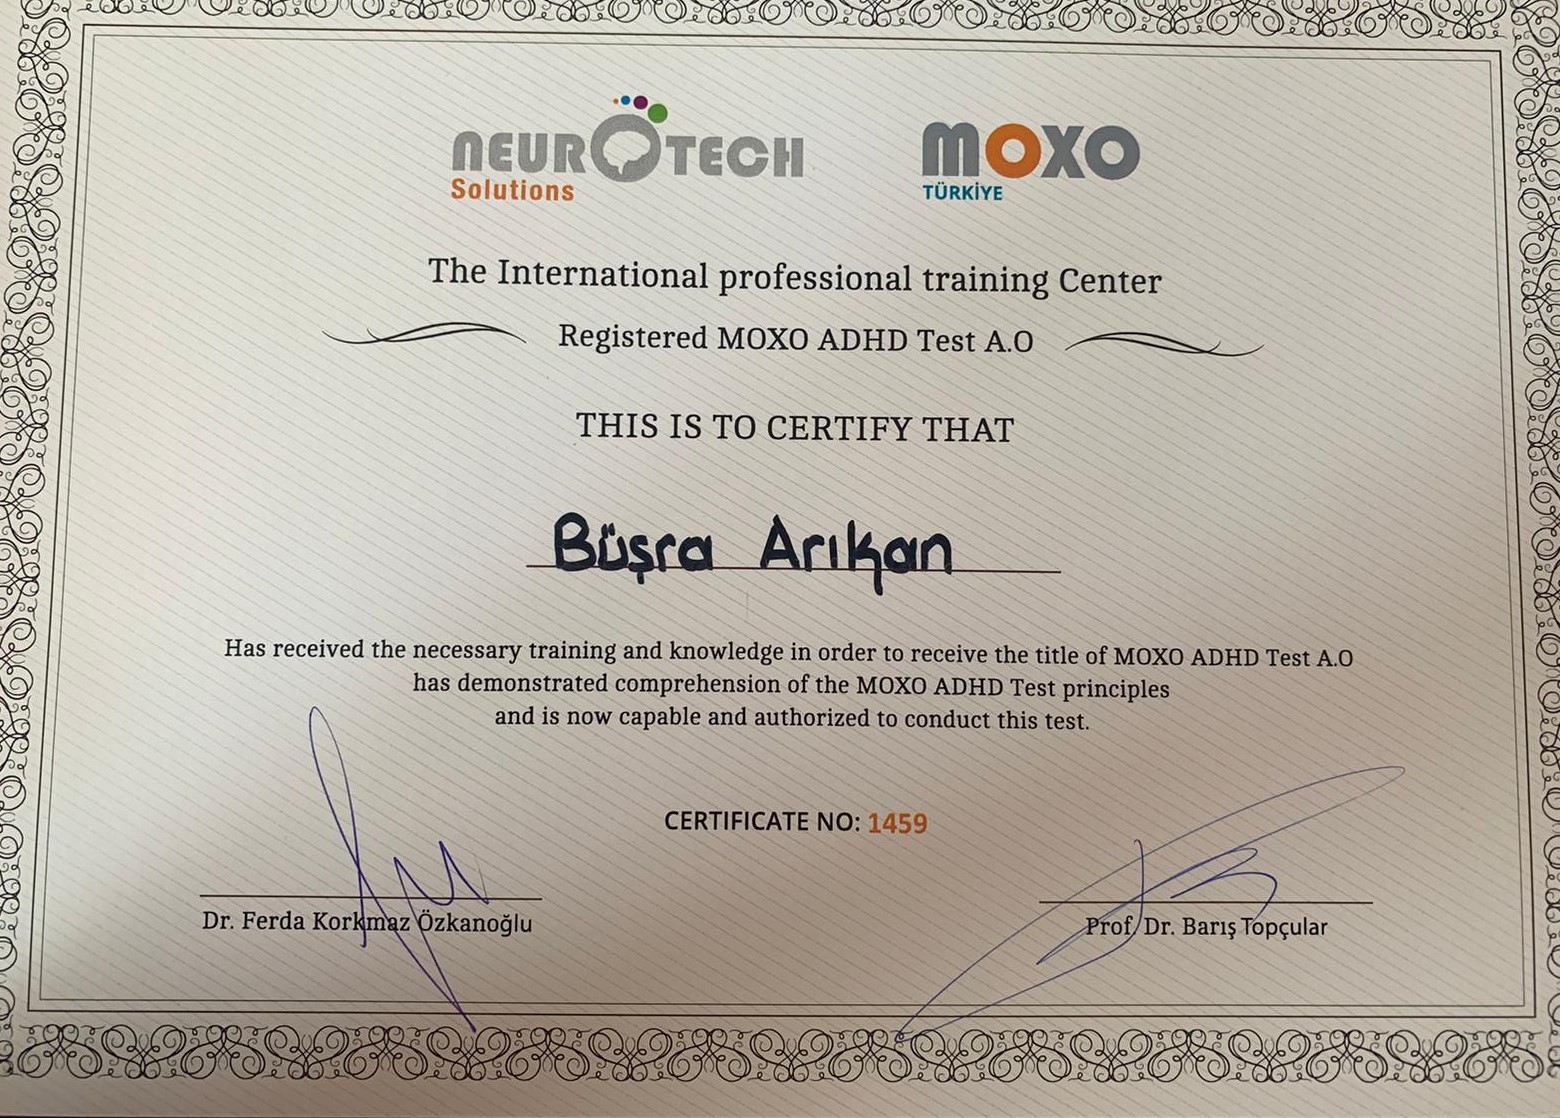 NEUROTECH
Solutions
MOXO
TÜRKİYE
The International professional training Center
Registered MOXO ADHD Test A.O
THIS IS TO CERTIFY THAT
Büşra Arıkan
Has received the necessary training and knowledge in order to receive the title of MOXO ADHD Test A.O
has demonstrated comprehension of the MOXO ADHD Test principles
and is now capable and authorized to conduct this test.
CERTIFICATE NO: 1459
Dr. Ferda Korkmaz Özkanoğlu
Prof. Dr. Barış Topçular